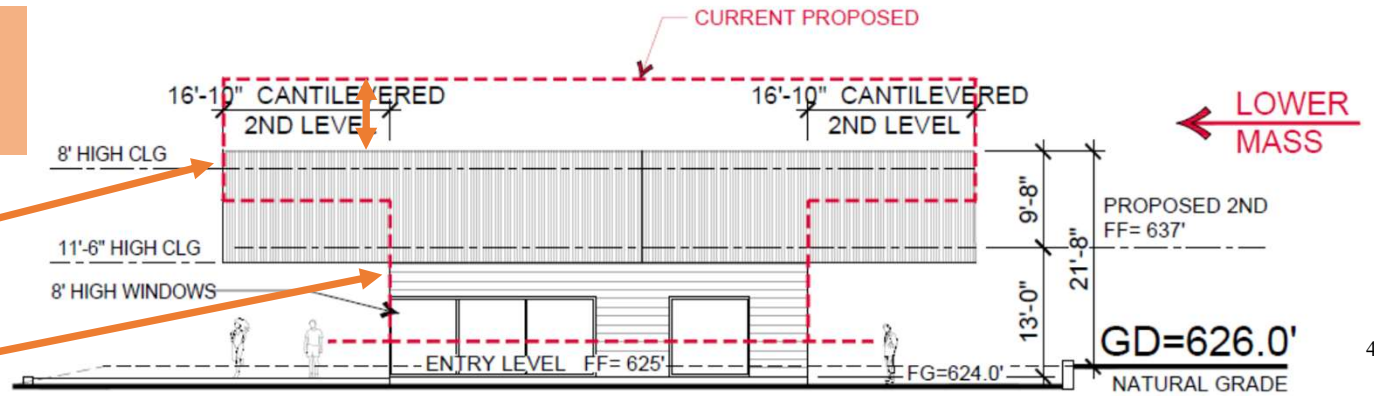 CURRENT PROPOSED
16'-10" CANTILEVERED
2ND LEVEL
16'-10" CANTILEVERED
2ND LEVEL
LOWER
MASS
8' HIGH CLG
9'-8"
PROPOSED 2ND
FF= 637'
11'-6" HIGH CLG
21'-8"
8' HIGH WINDOWS
13'-0"
GD=626.0'
4
ENTRY LEVEL FF= 625'
FG=624.0'
NATURAL GRADE